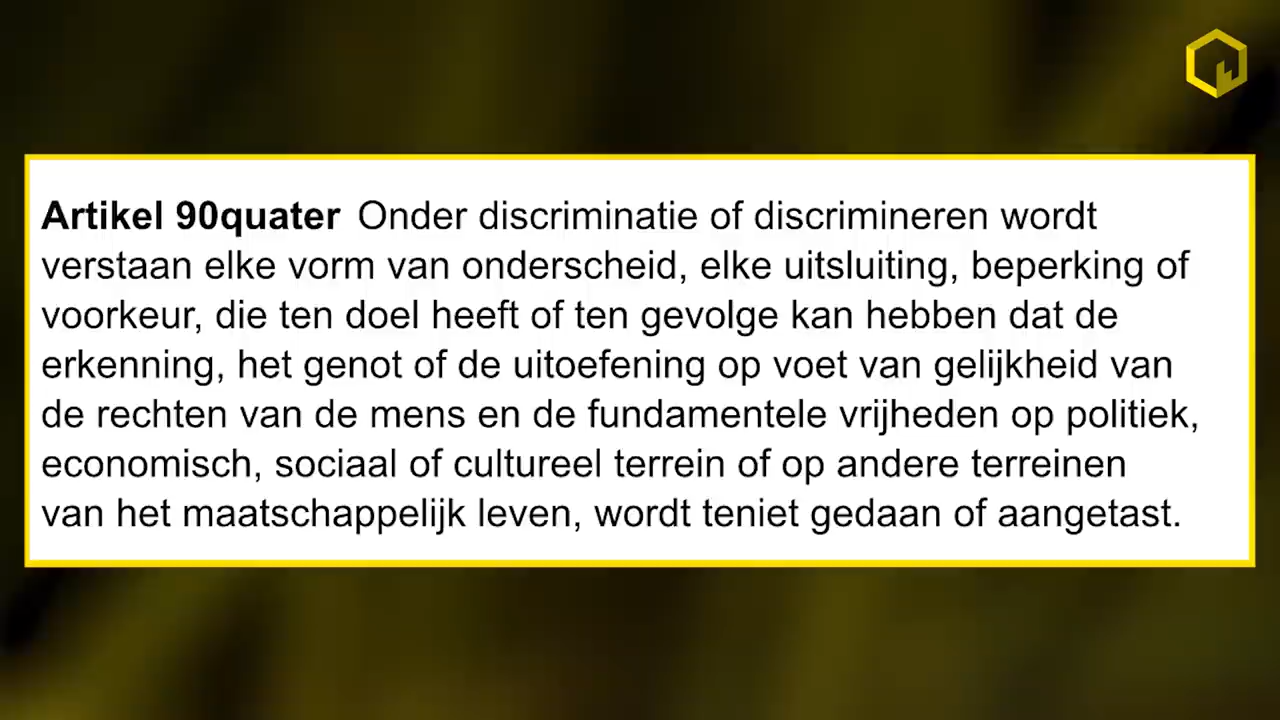 Artikel 90quater Onder discriminatie of discrimineren wordt
verstaan elke vorm van onderscheid, elke uitsluiting, beperking of
voorkeur, die ten doel heeft of ten gevolge kan hebben dat de
erkenning, het genot of de uitoefening op voet van gelijkheid van
de rechten van de mens en de fundamentele vrijheden op politiek,
economisch, sociaal of cultureel terrein of op andere terreinen
van het maatschappelijk leven, wordt teniet gedaan of aangetast.